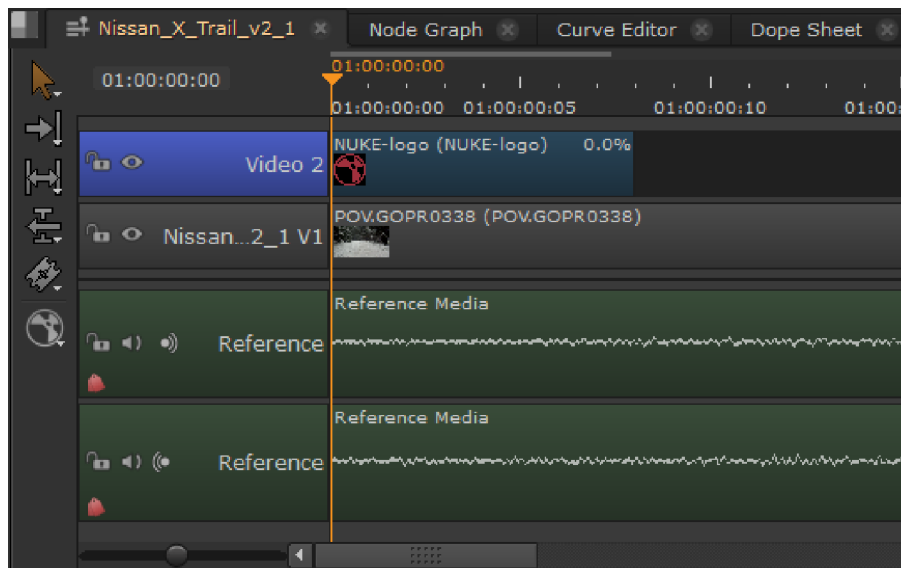 Nissan_X_Trail_v2_1 Node Graph Curve Editor Dope Sheet
01:00:00:00 01:00:00:00
01:00:00:00 01:00:00:05 01:00:00:10 01:00:
Video 2 NUKE-logo (NUKE-logo) 0.0%
Nissan...2_1 V1 POV.GOPR0338 (POV.GOPR0338)
Reference Media
Reference
Reference Media
Reference